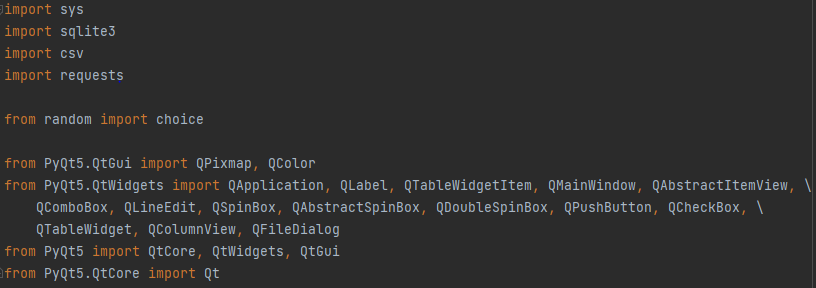 import sys
import sqlite3
import csv
import requests
from random import choice
from PyQt5.QtGui import QPixmap, QColor
from PyQt5.QtWidgets import QApplication, QLabel, QTableWidgetItem, QMainWindow, QAbstractItemView, \
QComboBox, QLineEdit, QSpinBox, QAbstractSpinBox, QDoubleSpinBox, QPushButton, QCheckBox, \
QTableWidget, QColumnView, QFileDialog
from PyQt5 import QtCore, QtWidgets, QtGui
from PyQt5.QtCore import Qt